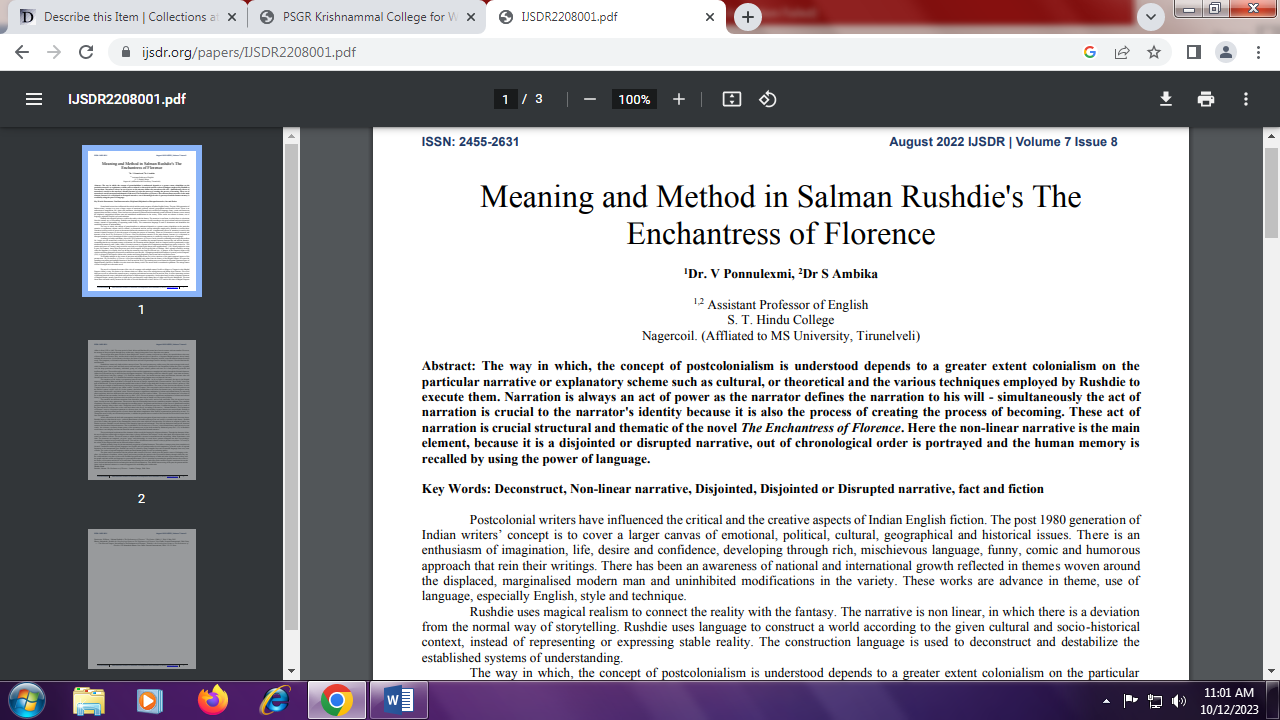 Describe this Item | Collections at
PSGR Krishnammal College for W
IJSDR2208001.pdf
ijsdr.org/papers/IJSDR2208001.pdf
IJSDR2208001.pdf
1 / 3
100%
ISSN: 2455-2631
August 2022 IJSDR | Volume 7 Issue 8
Meaning and Method in Salman Rushdie's The
Enchantress of Florence
1Dr. V Ponnulexmi, 2Dr S Ambika
1,2 Assistant Professor of English
S. T. Hindu College
Nagercoil. (Affliated to MS University, Tirunelveli)
Abstract: The way in which, the concept of postcolonialism is understood depends to a greater extent colonialism on the
particular narrative or explanatory scheme such as cultural, or theoretical and the various techniques employed by Rushdie to
execute them. Narration is always an act of power as the narrator defines the narration to his will - simultaneously the act of
narration is crucial to the narrator's identity because it is also the process of creating the process of becoming. These act of
narration is crucial structural and thematic of the novel The Enchantress of Florence. Here the non-linear narrative is the main
element, because it is a disjointed or disrupted narrative, out of chronological order is portrayed and the human memory is
recalled by using the power of language.
Key Words: Deconstruct, Non-linear narrative, Disjointed, Disjointed or Disrupted narrative, fact and fiction
Postcolonial writers have influenced the critical and the creative aspects of Indian English fiction. The post 1980 generation of
Indian writers’ concept is to cover a larger canvas of emotional, political, cultural, geographical and historical issues. There is an
enthusiasm of imagination, life, desire and confidence, developing through rich, mischievous language, funny, comic and humorous
approach that rein their writings. There has been an awareness of national and international growth reflected in themes woven around
the displaced, marginalised modern man and uninhibited modifications in the variety. These works are advance in theme, use of
language, especially English, style and technique.
Rushdie uses magical realism to connect the reality with the fantasy. The narrative is non linear, in which there is a deviation
from the normal way of storytelling. Rushdie uses language to construct a world according to the given cultural and socio-historical
context, instead of representing or expressing stable reality. The construction language is used to deconstruct and destabilize the
established systems of understanding.
The way in which, the concept of postcolonialism is understood depends to a greater extent colonialism on the particular
Meaning and Method in Salman Rushdie's The
Enchantress of Florence
1
2
11:01 AM
10/12/2023